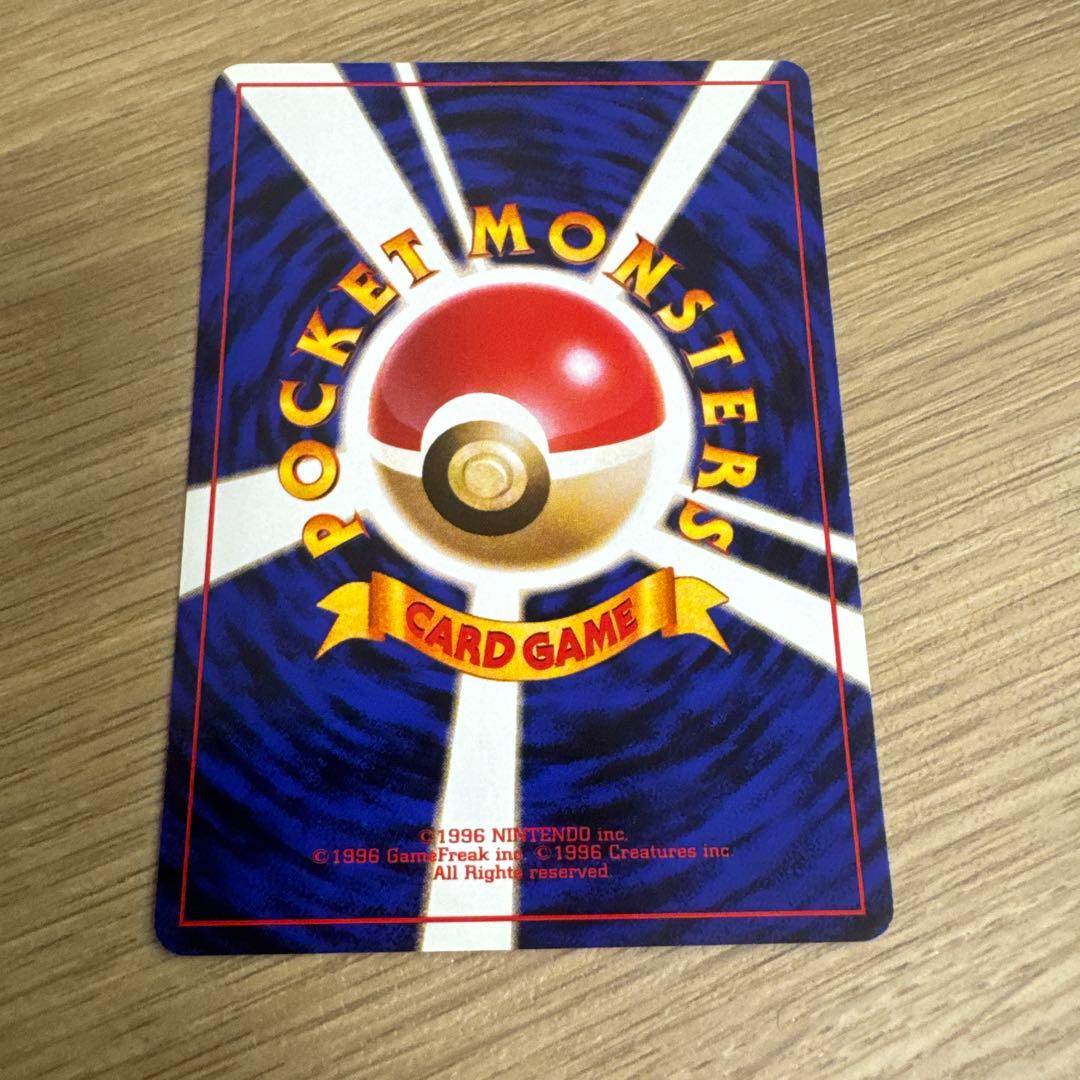 POCKET MONSTERS
CARD GAME
©1996 NINTENDO inc.
©1996 GameFreak inc. ©1996 Creatures inc.
All Rights reserved.